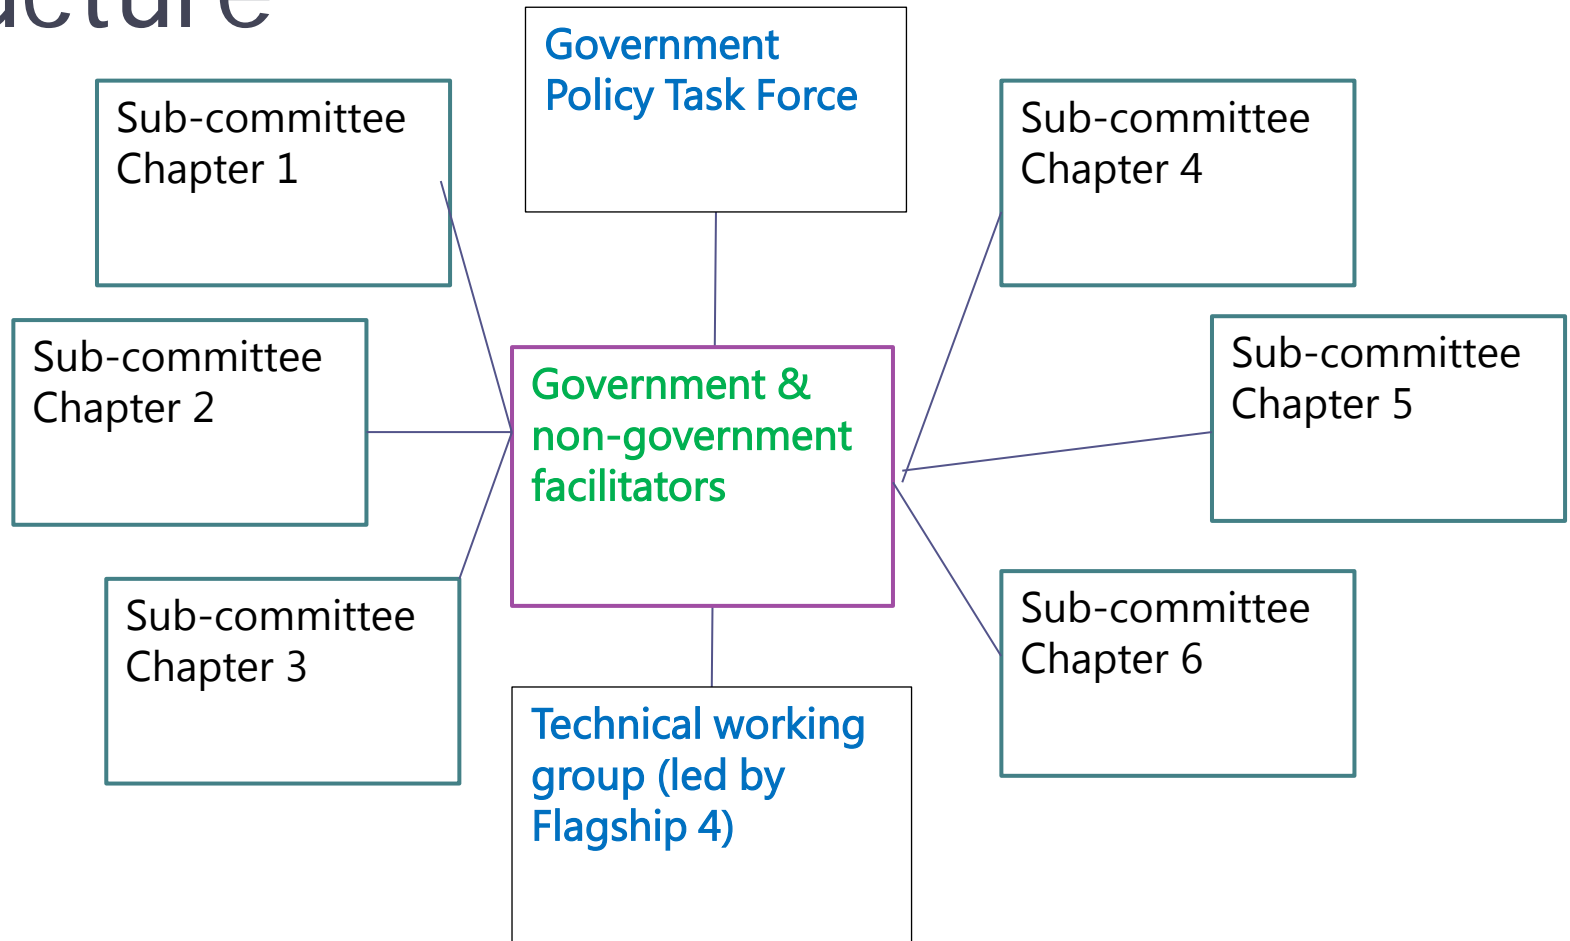 Government
Policy Task Force
Sub-committee
Chapter 1
Sub-committee
Chapter 4
Sub-committee
Chapter 2
Government &
non-government
facilitators
Sub-committee
Chapter 5
Sub-committee
Chapter 3
Sub-committee
Chapter 6
Technical working
group (led by
Flagship 4)